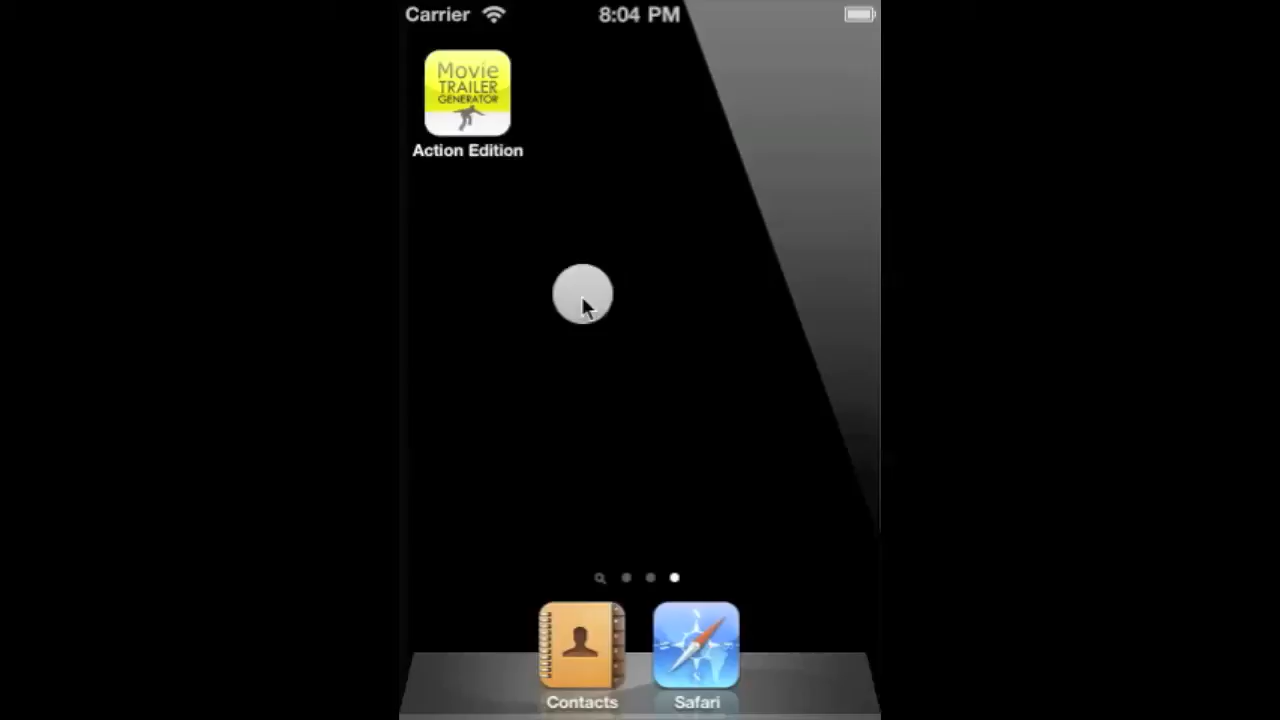 Carrier 8:04 PM
Movie
TRAILER
GENERATOR
Action Edition
Contacts Safari